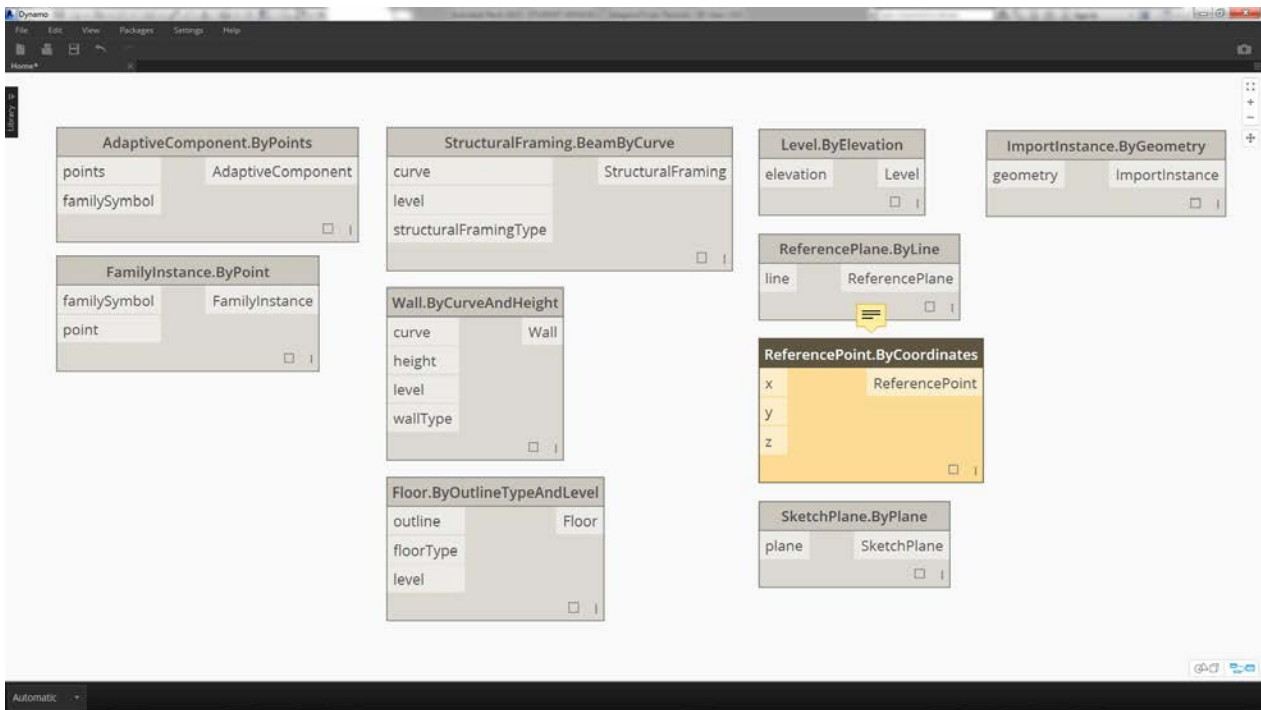 Dynamo
File Edit View Packages Settings Help
Home*
Library
AdaptiveComponent.ByPoints
points AdaptiveComponent
familySymbol
FamilyInstance.ByPoint
familySymbol FamilyInstance
point
StructuralFraming.BeamByCurve
curve StructuralFraming
level
structuralFramingType
Wall.ByCurveAndHeight
curve Wall
height
level
wallType
Floor.ByOutlineTypeAndLevel
outline Floor
floorType
level
Level.ByElevation
elevation Level
ReferencePlane.ByLine
line ReferencePlane
ReferencePoint.ByCoordinates
x ReferencePoint
y
z
SketchPlane.ByPlane
plane SketchPlane
ImportInstance.ByGeometry
geometry ImportInstance
Automatic